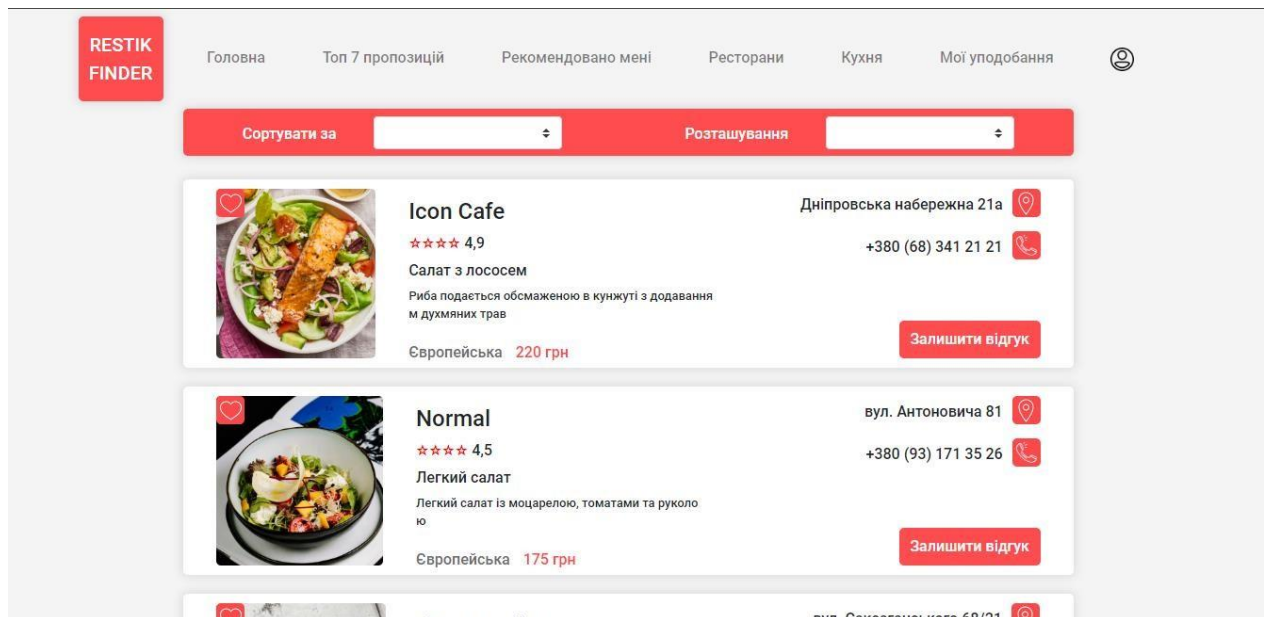 RESTIK
FINDER
Головна
Топ 7 пропозицій
Рекомендовано мені
Ресторани
Кухня
Мої уподобання
Сортувати за
Розташування
Icon Cafe
4,9
Салат з лососем
Риба подається обсмаженою в кунжуті з додавання
м духмяних трав
Європейська 220 грн
Дніпровська набережна 21а
+380 (68) 341 21 21
Залишити відгук
Normal
4,5
Легкий салат
Легкий салат із моцарелою, томатами та руколо
ю
Європейська 175 грн
вул. Антоновича 81
+380 (93) 171 35 26
Залишити відгук